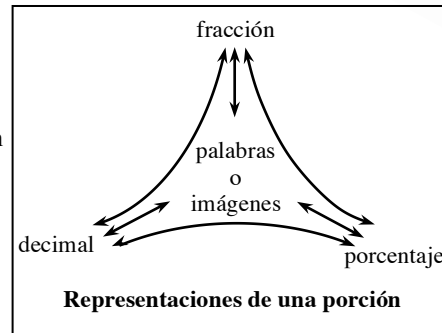 fracción
palabras
o
imágenes
decimal
porcentaje
Representaciones de una porción